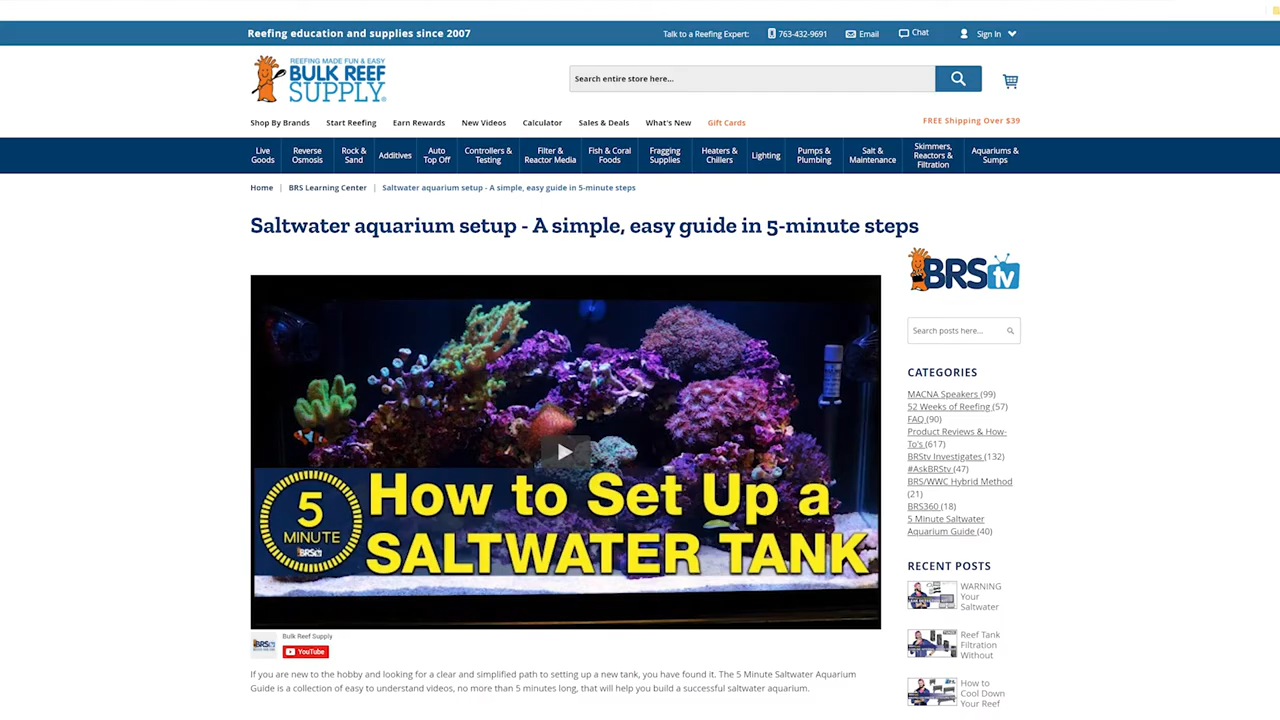 Reefing education and supplies since 2007
Talk to a Reefing Expert: 763-432-9691 Email Chat Sign In
REEFING MADE FUN & EASY
BULK REEF
SUPPLY
Search entire store here...
Shop By Brands Start Reefing Earn Rewards New Videos Calculator Sales & Deals What's New Gift Cards
FREE Shipping Over $39
Live Goods
Reverse Osmosis
Rock & Sand
Additives
Auto Top Off
Controllers & Testing
Filter & Reactor Media
Fish & Coral Foods
Fragging Supplies
Heaters & Chillers
Lighting
Pumps & Plumbing
Salt & Maintenance
Skimmers, Reactors & Filtration
Aquariums & Sumps
Home | BRS Learning Center | Saltwater aquarium setup - A simple, easy guide in 5-minute steps
Saltwater aquarium setup - A simple, easy guide in 5-minute steps
5
MINUTE
BRStv
How to Set Up a
SALTWATER TANK
Bulk Reef Supply
YouTube
If you are new to the hobby and looking for a clear and simplified path to setting up a new tank, you have found it. The 5 Minute Saltwater Aquarium
Guide is a collection of easy to understand videos, no more than 5 minutes long, that will help you build a successful saltwater aquarium.
BRStv
Search posts here...
CATEGORIES
MACNA Speakers (99)
52 Weeks of Reefing (57)
FAQ (90)
Product Reviews & How-
To's (617)
BRStv Investigates (132)
#AskBRStv (47)
BRS/WWC Hybrid Method
(21)
BRS360 (18)
5 Minute Saltwater
Aquarium Guide (40)
RECENT POSTS
WARNING
Your
Saltwater
Reef Tank
Filtration
Without
How to
Cool Down
Your Reef